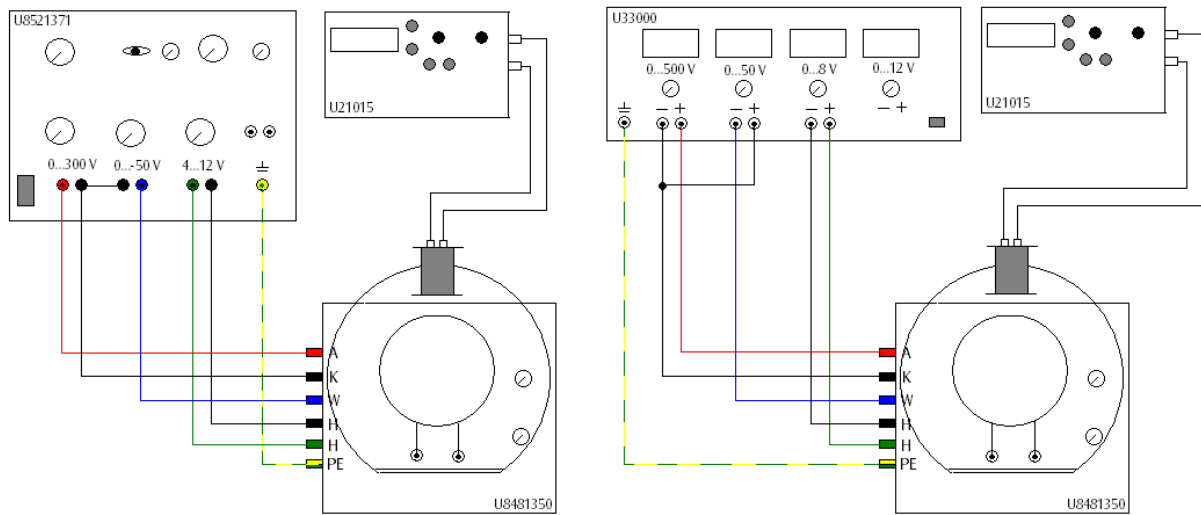 U8521371
0...300 V 0...-50 V 4...12 V
U21015
A
K
W
H
H
PE
U8481350
U33000
0...500 V 0...50 V 0...8 V 0...12 V
− + − + − + − +
U21015
A
K
W
H
H
PE
U8481350